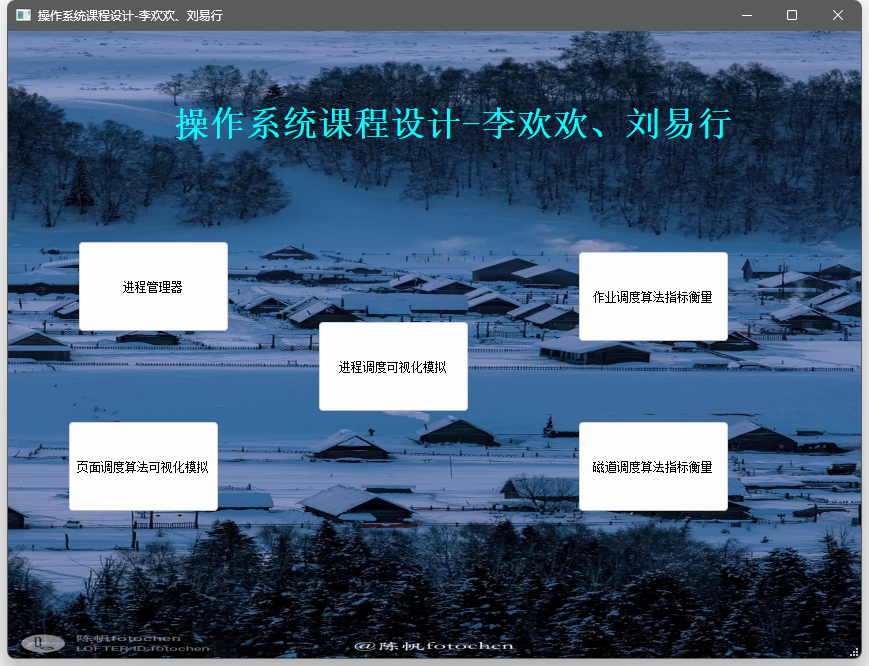 操作系统课程设计-李欢欢、刘易行
操作系统课程设计-李欢欢、刘易行
进程管理器
作业调度算法指标衡量
进程调度可视化模拟
页面调度算法可视化模拟
磁道调度算法指标衡量
陈帆fotochen
LOFTER ID:fotochen
@陈帆fotochen